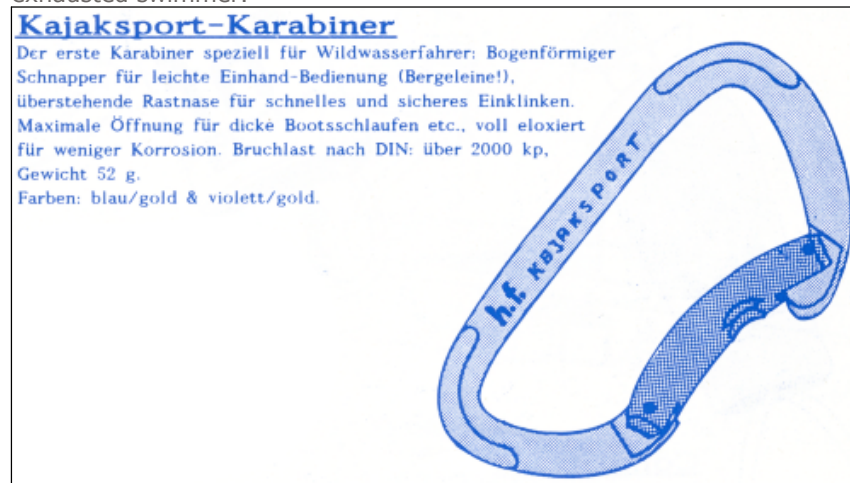 exhausted swimmer?
Kajaksport-Karabiner
Der erste Karabiner speziell für Wildwasserfahrer: Bogenförmiger
Schnapper für leichte Einhand-Bedienung (Bergeleine!),
überstehende Rastnase für schnelles und sicheres Einklinken.
Maximale Öffnung für dicke Bootsschlaufen etc., voll eloxiert
für weniger Korrosion. Bruchlast nach DIN: über 2000 kp,
Gewicht 52 g.
Farben: blau/gold & violett/gold.
h.f. KAJAKSPORT